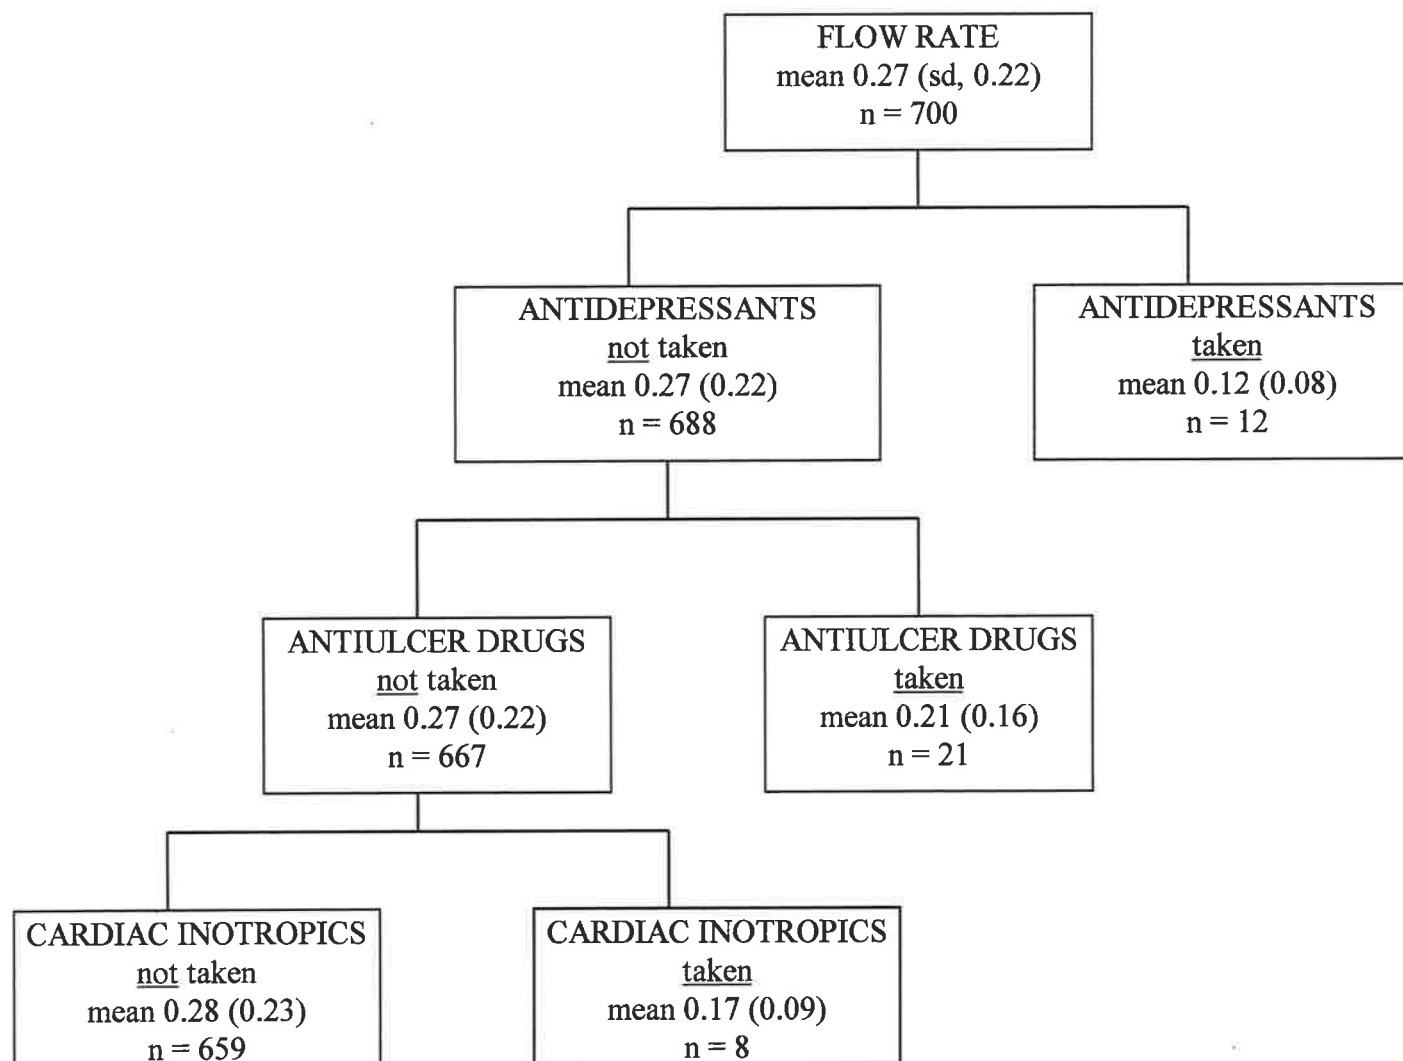 FLOW RATE
mean 0.27 (sd, 0.22)
n = 700
ANTIDEPRESSANTS
not taken
mean 0.27 (0.22)
n = 688
ANTIDEPRESSANTS
taken
mean 0.12 (0.08)
n = 12
ANTIULCER DRUGS
not taken
mean 0.27 (0.22)
n = 667
ANTIULCER DRUGS
taken
mean 0.21 (0.16)
n = 21
CARDIAC INOTROPICS
not taken
mean 0.28 (0.23)
n = 659
CARDIAC INOTROPICS
taken
mean 0.17 (0.09)
n = 8